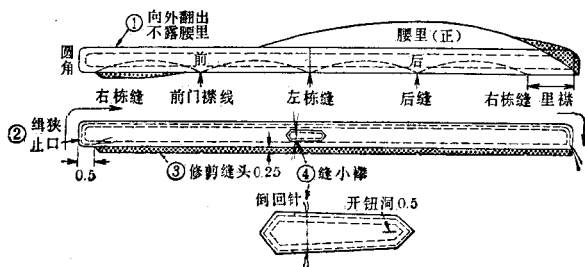 ① 向外翻出
不露腰里
腰里(正)
圆
角
前
后
右栋缝 前门襟线 左栋缝 后缝 右栋缝 里襟
② 缉狭
止口
0.5
③ 修剪缝头0.25
④ 缝小襻
倒回针
开钮河0.5